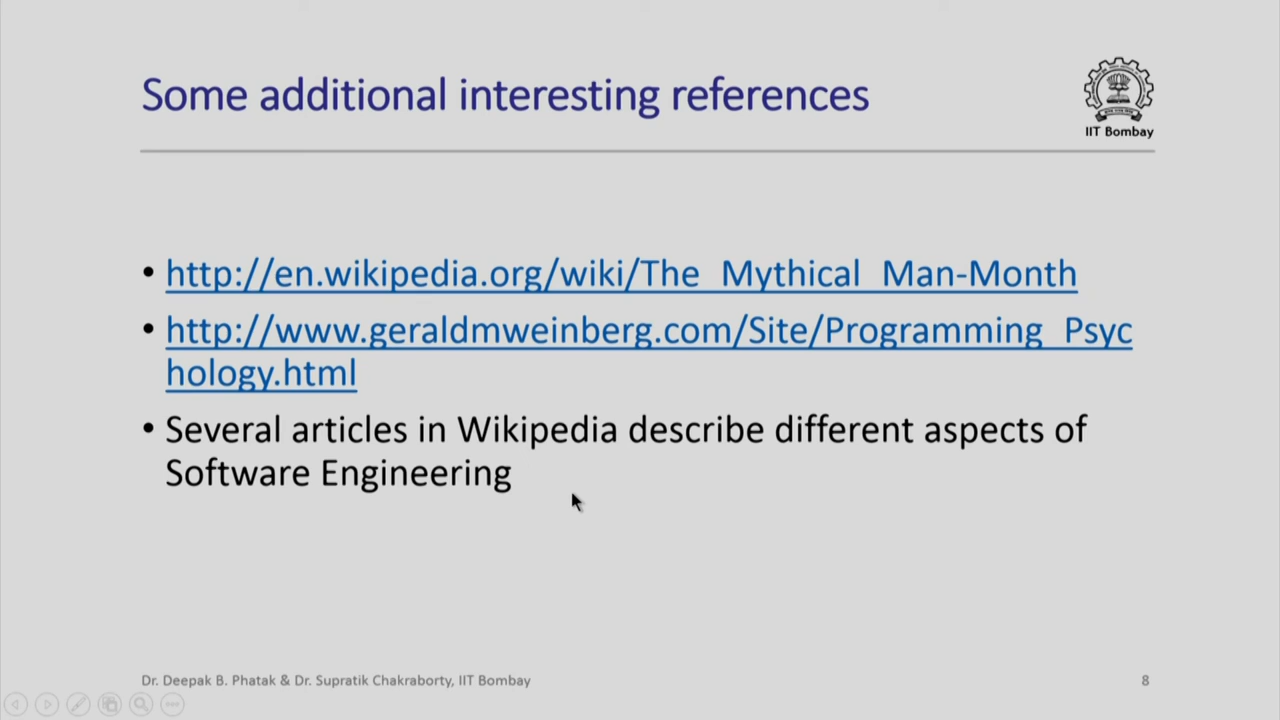 Some additional interesting references
IIT Bombay
• http://en.wikipedia.org/wiki/The_Mythical_Man-Month
• http://www.geraldmweinberg.com/Site/Programming_Psyc
hology.html
• Several articles in Wikipedia describe different aspects of
Software Engineering
Dr. Deepak B. Phatak & Dr. Supratik Chakraborty, IIT Bombay
8